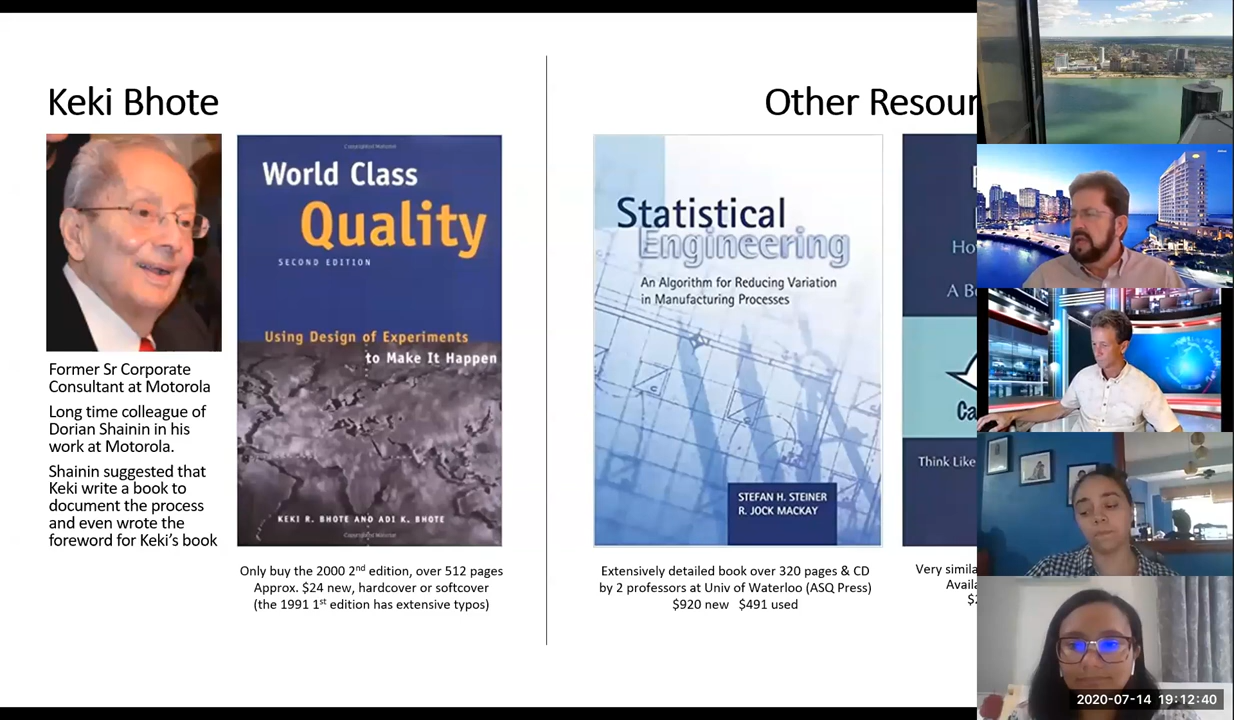 Keki Bhote
Former Sr Corporate
Consultant at Motorola
Long time colleague of
Dorian Shainin in his
work at Motorola.
Shainin suggested that
Keki write a book to
document the process
and even wrote the
foreword for Keki's book
World Class
Quality
SECOND EDITION
Using Design of Experiments
to Make It Happen
KEKI R. BHOTE AND ADI K. BHOTE
Only buy the 2000 2nd edition, over 512 pages
Approx. $24 new, hardcover or softcover
(the 1991 1st edition has extensive typos)
Other Resour
Statistical
Engineering
An Algorithm for Reducing Variation
in Manufacturing Processes
STEFAN H. STEINER
R. JOCK MACKAY
Extensively detailed book over 320 pages & CD
by 2 professors at Univ of Waterloo (ASQ Press)
$920 new $491 used
Ho
A B
Ca
Think Like
Very simila
Availa
2020-07-14 19:12:40